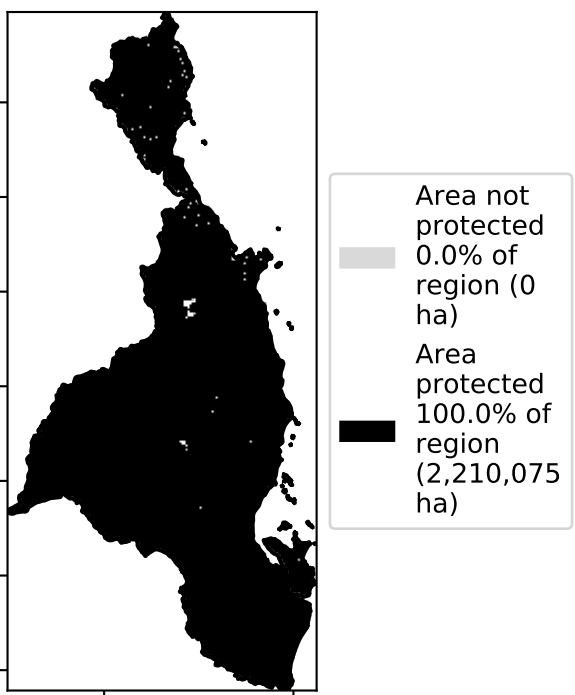 Area not
protected
0.0% of
region (0
ha)
Area
protected
100.0% of
region
(2,210,075
ha)